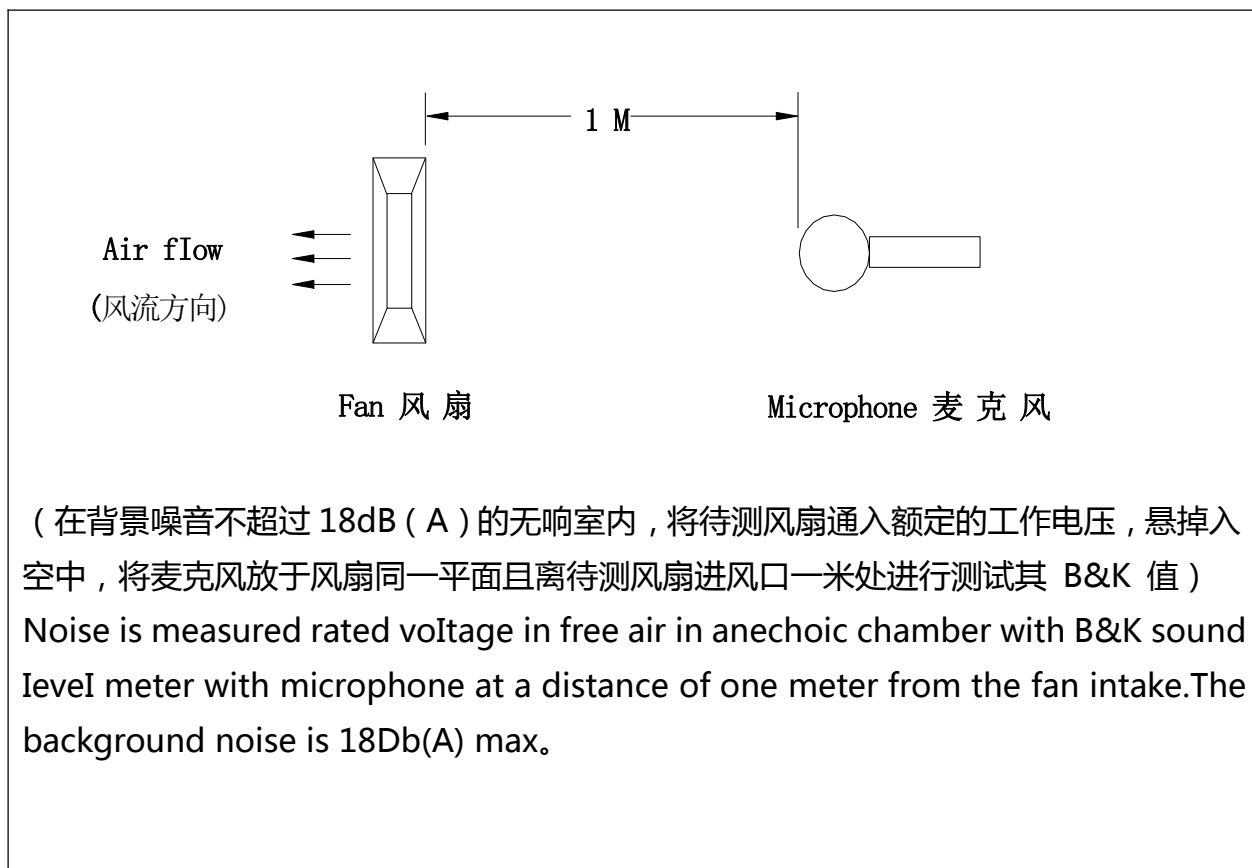 1 M
Air fIow
(风流方向)
Fan 风 扇
Microphone 麦 克 风
（在背景噪音不超过 18dB（A）的无响室内，将待测风扇通入额定的工作电压，悬掉入
空中，将麦克风放于风扇同一平面且离待测风扇进风口一米处进行测试其 B&K 值）
Noise is measured rated voItage in free air in anechoic chamber with B&K sound
IeveI meter with microphone at a distance of one meter from the fan intake.The
background noise is 18Db(A) max。